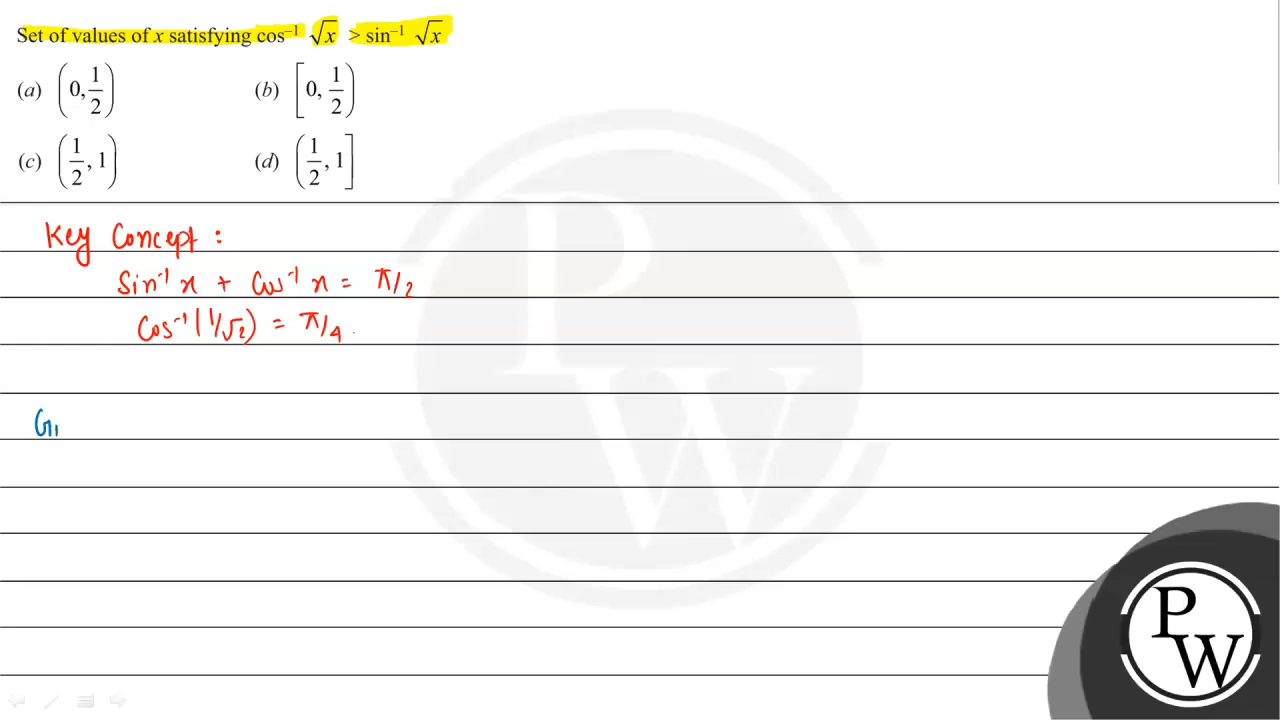 Set of values of x satisfying cos⁻¹ √x > sin⁻¹ √x
(a) (0, 1/2) (b) [0, 1/2)
(c) (1/2, 1) (d) (1/2, 1]
Key Concept :
Sin⁻¹ x + Cos⁻¹ x = π/2
Cos⁻¹ (1/√2) = π/4
PW
PW